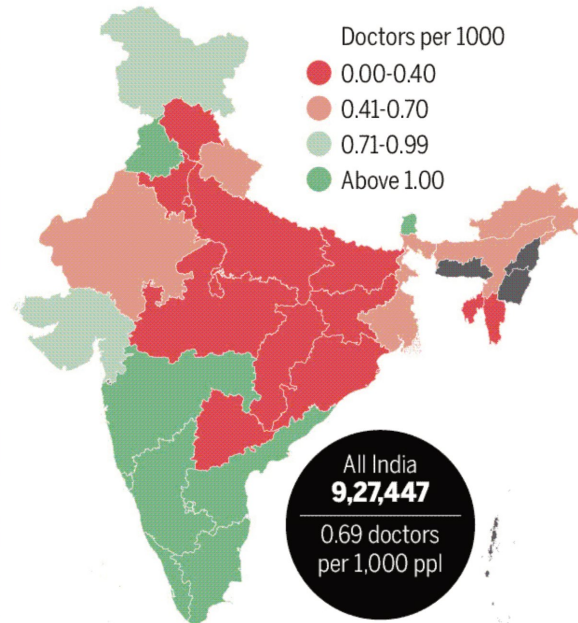 Doctors per 1000
0.00-0.40
0.41-0.70
0.71-0.99
Above 1.00
All India
9,27,447
0.69 doctors
per 1,000 ppl